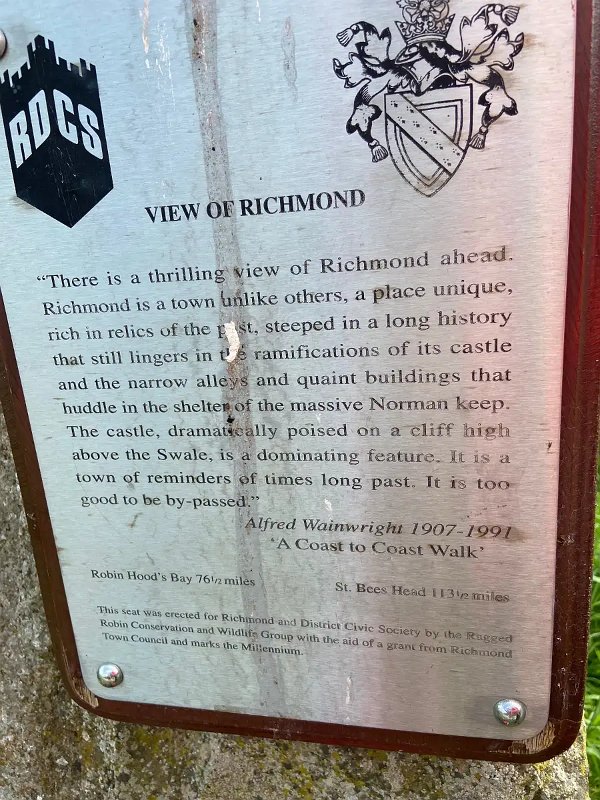 RDCS
VIEW OF RICHMOND
“There is a thrilling view of Richmond ahead.
Richmond is a town unlike others, a place unique,
rich in relics of the past, steeped in a long history
that still lingers in the ramifications of its castle
and the narrow alleys and quaint buildings that
huddle in the shelter of the massive Norman keep.
The castle, dramatically poised on a cliff high
above the Swale, is a dominating feature. It is a
town of reminders of times long past. It is too
good to be by-passed.”
Alfred Wainwright 1907-1991
‘A Coast to Coast Walk’
Robin Hood's Bay 76½ miles
St. Bees Head 113½ miles
This seat was erected for Richmond and District Civic Society by the Ragged
Robin Conservation and Wildlife Group with the aid of a grant from Richmond
Town Council and marks the Millennium.